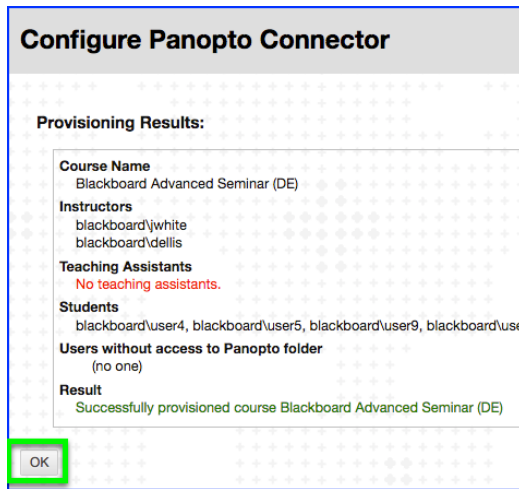 Configure Panopto Connector
Provisioning Results:
Course Name
Blackboard Advanced Seminar (DE)
Instructors
blackboard\jwhite
blackboard\dellis
Teaching Assistants
No teaching assistants.
Students
blackboard\user4, blackboard\user5, blackboard\user9, blackboard\use
Users without access to Panopto folder
(no one)
Result
Successfully provisioned course Blackboard Advanced Seminar (DE)
OK